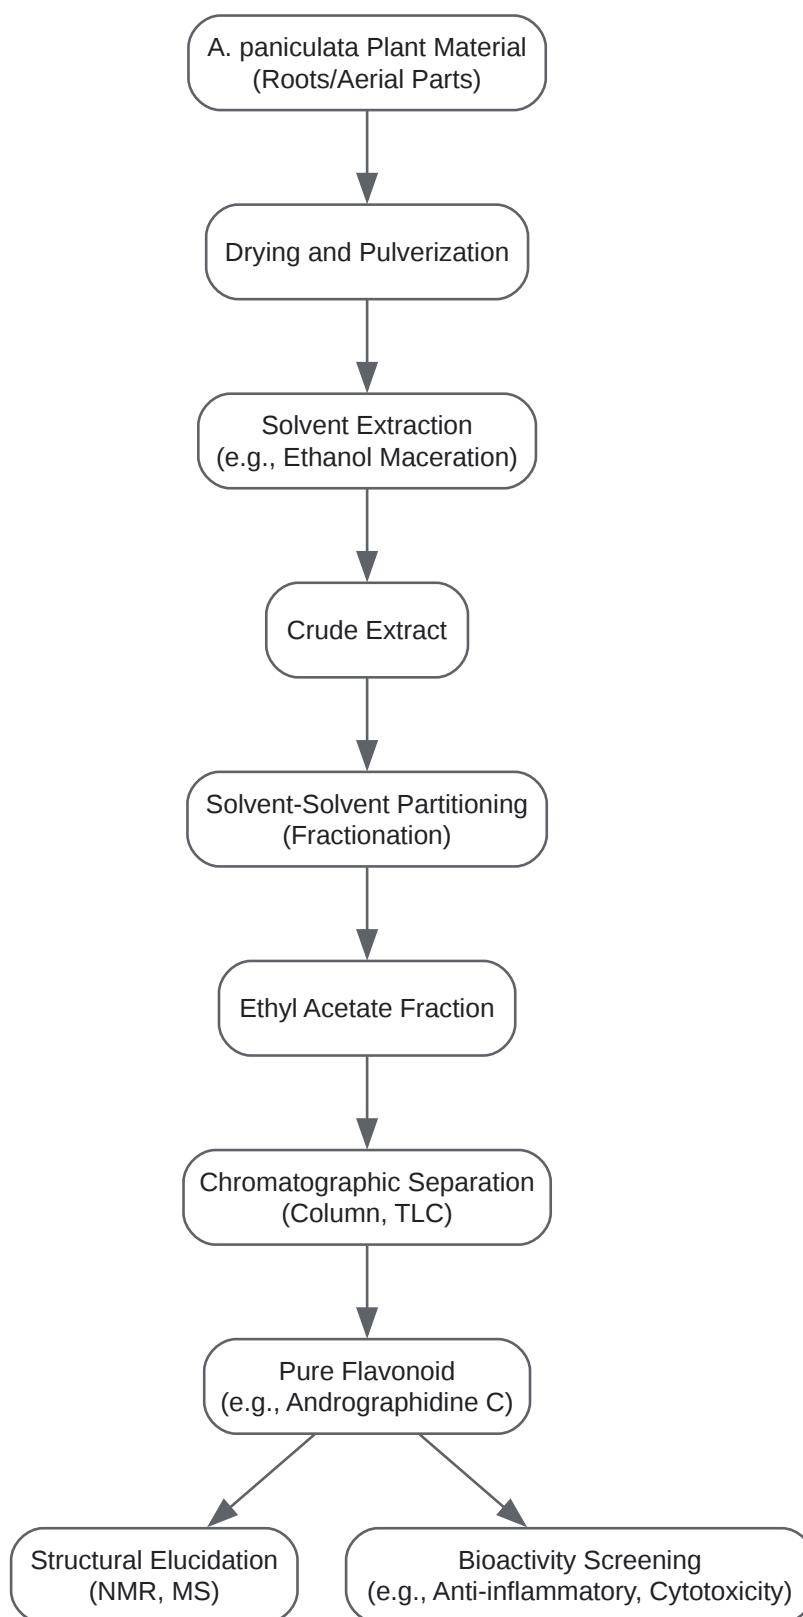 A. paniculata Plant Material
(Roots/Aerial Parts)
Drying and Pulverization
Solvent Extraction
(e.g., Ethanol Maceration)
Crude Extract
Solvent-Solvent Partitioning
(Fractionation)
Ethyl Acetate Fraction
Chromatographic Separation
(Column, TLC)
Pure Flavonoid
(e.g., Andrographidine C)
Structural Elucidation
(NMR, MS)
Bioactivity Screening
(e.g., Anti-inflammatory, Cytotoxicity)